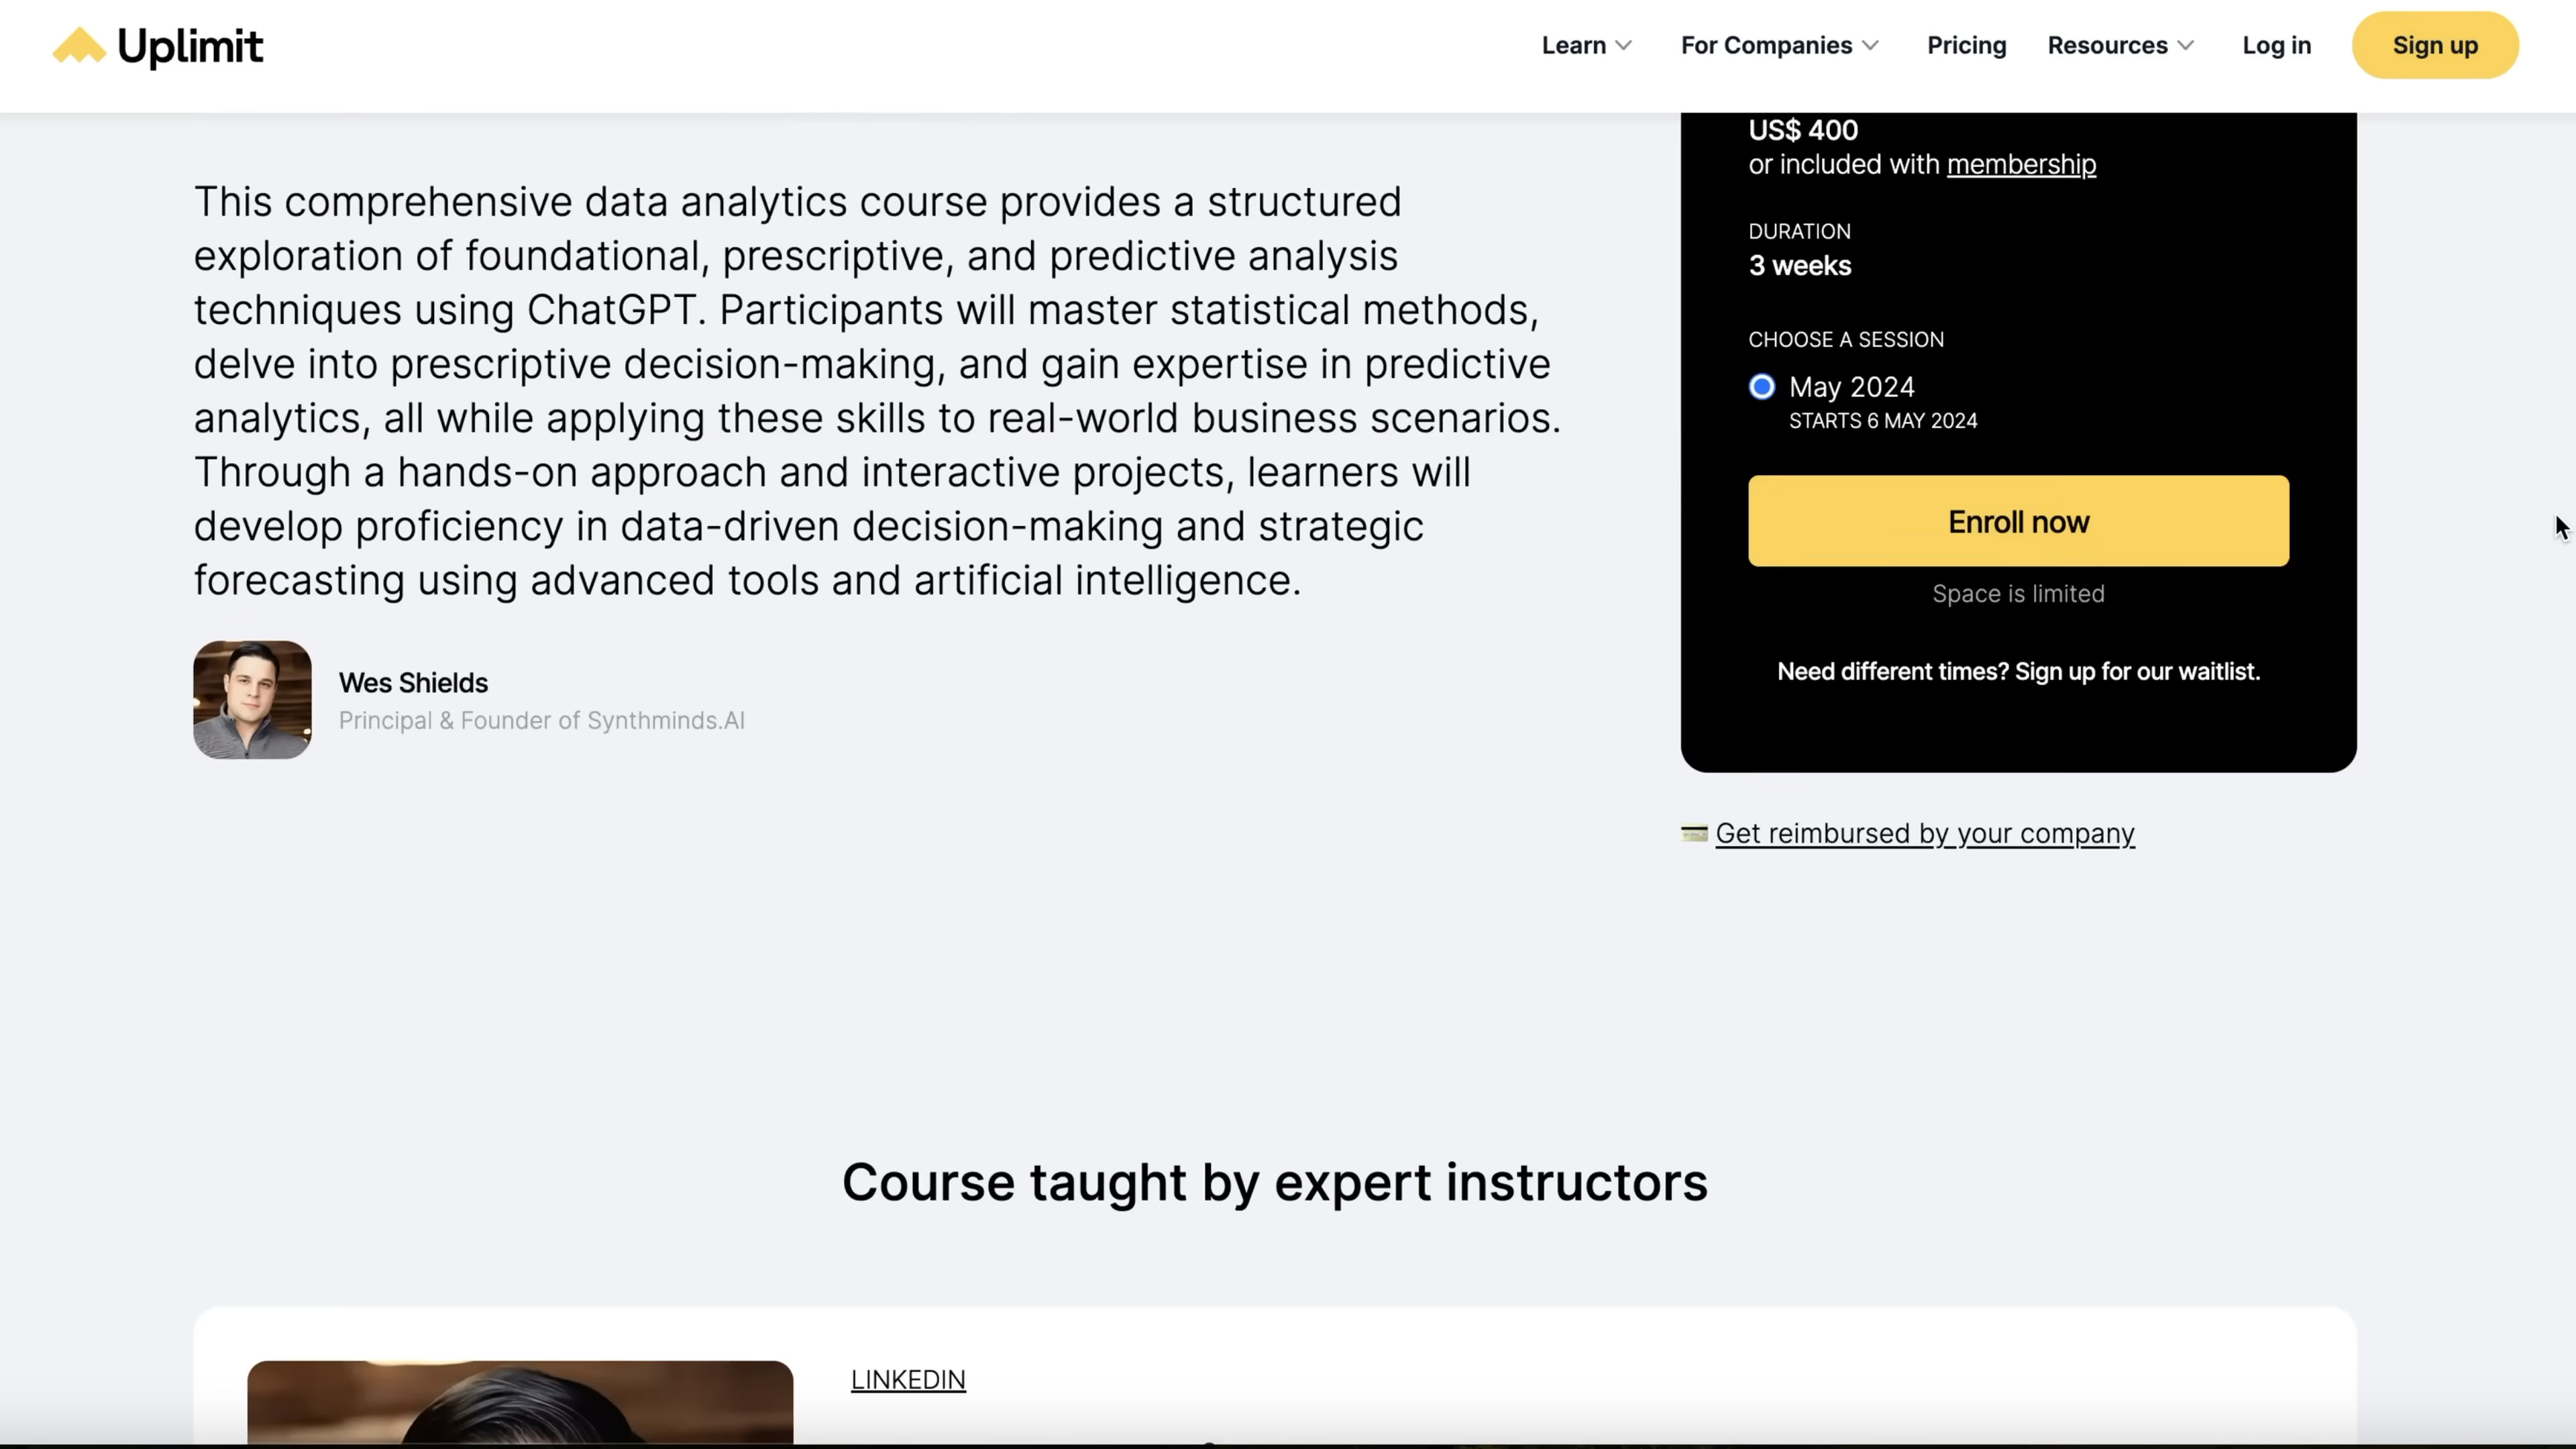 Uplimit
Learn
For Companies
Pricing
Resources
Log in
Sign up
This comprehensive data analytics course provides a structured
exploration of foundational, prescriptive, and predictive analysis
techniques using ChatGPT. Participants will master statistical methods,
delve into prescriptive decision-making, and gain expertise in predictive
analytics, all while applying these skills to real-world business scenarios.
Through a hands-on approach and interactive projects, learners will
develop proficiency in data-driven decision-making and strategic
forecasting using advanced tools and artificial intelligence.
Wes Shields
Principal & Founder of Synthminds.AI
US$ 400
or included with membership
DURATION
3 weeks
CHOOSE A SESSION
May 2024
STARTS 6 MAY 2024
Enroll now
Space is limited
Need different times? Sign up for our waitlist.
Get reimbursed by your company
Course taught by expert instructors
LINKEDIN